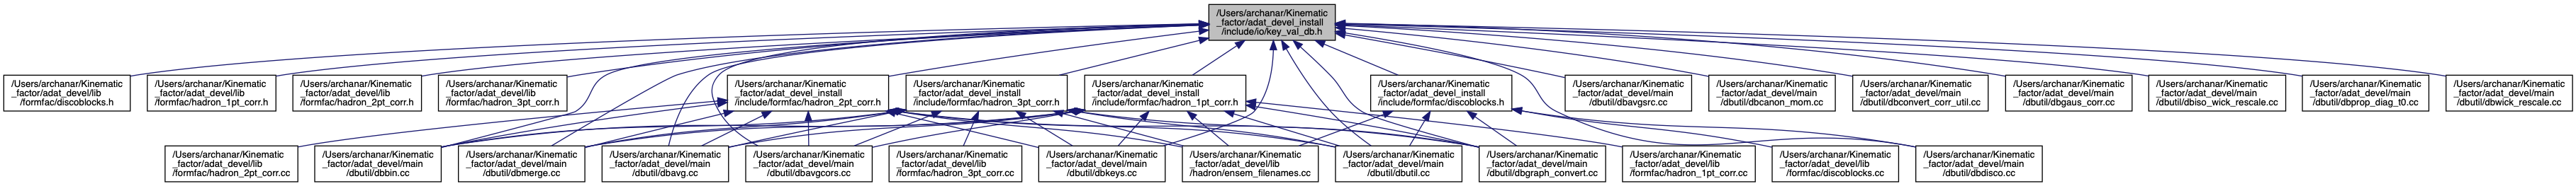 /Users/archanar/Kinematic
_factor/adat_devel_install
/include/io/key_val_db.h
/Users/archanar/Kinematic
_factor/adat_devel/lib
/formfac/discoblocks.h
/Users/archanar/Kinematic
_factor/adat_devel/lib
/formfac/hadron_1pt_corr.h
/Users/archanar/Kinematic
_factor/adat_devel/lib
/formfac/hadron_2pt_corr.h
/Users/archanar/Kinematic
_factor/adat_devel/lib
/formfac/hadron_3pt_corr.h
/Users/archanar/Kinematic
_factor/adat_devel_install
/include/formfac/hadron_2pt_corr.h
/Users/archanar/Kinematic
_factor/adat_devel_install
/include/formfac/hadron_3pt_corr.h
/Users/archanar/Kinematic
_factor/adat_devel_install
/include/formfac/hadron_1pt_corr.h
/Users/archanar/Kinematic
_factor/adat_devel_install
/include/formfac/discoblocks.h
/Users/archanar/Kinematic
_factor/adat_devel/main
/dbutil/dbavgsrc.cc
/Users/archanar/Kinematic
_factor/adat_devel/main
/dbutil/dbcanon_mom.cc
/Users/archanar/Kinematic
_factor/adat_devel/main
/dbutil/dbconvert_corr_util.cc
/Users/archanar/Kinematic
_factor/adat_devel/main
/dbutil/dbgaus_corr.cc
/Users/archanar/Kinematic
_factor/adat_devel/main
/dbutil/dbiso_wick_rescale.cc
/Users/archanar/Kinematic
_factor/adat_devel/main
/dbutil/dbprop_diag_t0.cc
/Users/archanar/Kinematic
_factor/adat_devel/main
/dbutil/dbwick_rescale.cc
/Users/archanar/Kinematic
_factor/adat_devel/lib
/formfac/hadron_2pt_corr.cc
/Users/archanar/Kinematic
_factor/adat_devel/main
/dbutil/dbbin.cc
/Users/archanar/Kinematic
_factor/adat_devel/main
/dbutil/dbmerge.cc
/Users/archanar/Kinematic
_factor/adat_devel/main
/dbutil/dbavg.cc
/Users/archanar/Kinematic
_factor/adat_devel/main
/dbutil/dbavgcors.cc
/Users/archanar/Kinematic
_factor/adat_devel/lib
/formfac/hadron_3pt_corr.cc
/Users/archanar/Kinematic
_factor/adat_devel/main
/dbutil/dbkeys.cc
/Users/archanar/Kinematic
_factor/adat_devel/lib
/hadron/ensem_filenames.cc
/Users/archanar/Kinematic
_factor/adat_devel/main
/dbutil/dbutil.cc
/Users/archanar/Kinematic
_factor/adat_devel/main
/dbutil/dbgraph_convert.cc
/Users/archanar/Kinematic
_factor/adat_devel/lib
/formfac/hadron_1pt_corr.cc
/Users/archanar/Kinematic
_factor/adat_devel/lib
/formfac/discoblocks.cc
/Users/archanar/Kinematic
_factor/adat_devel/main
/dbutil/dbdisco.cc